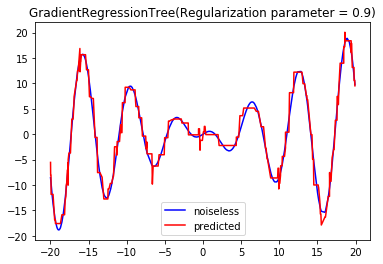 GradientRegressionTree(Regularization parameter = 0.9)
20
15
10
5
0
−5
−10
−15
−20
noiseless
predicted
−20 −15 −10 −5 0 5 10 15 20